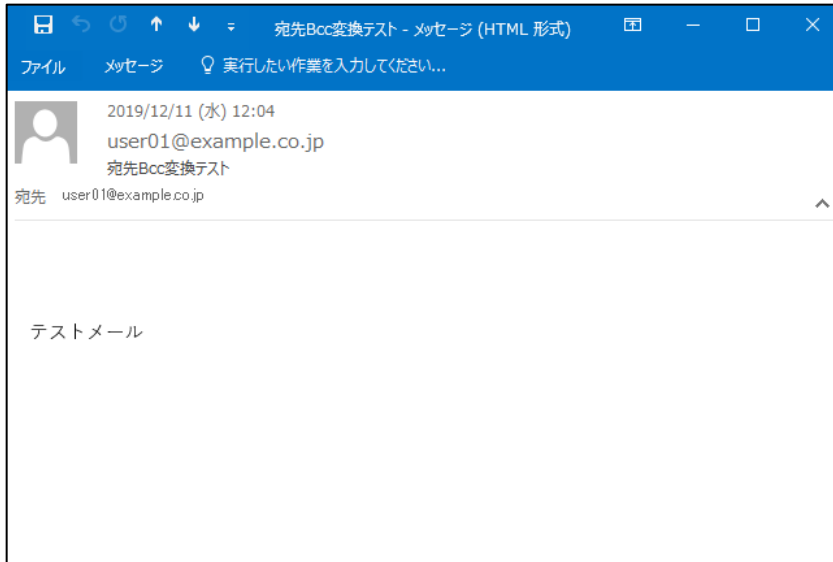 宛先Bcc変換テスト - メッセージ (HTML 形式)
ファイル メッセージ 実行したい作業を入力してください...
2019/12/11 (水) 12:04
user01@example.co.jp
宛先Bcc変換テスト
宛先 user01@example.co.jp
テストメール